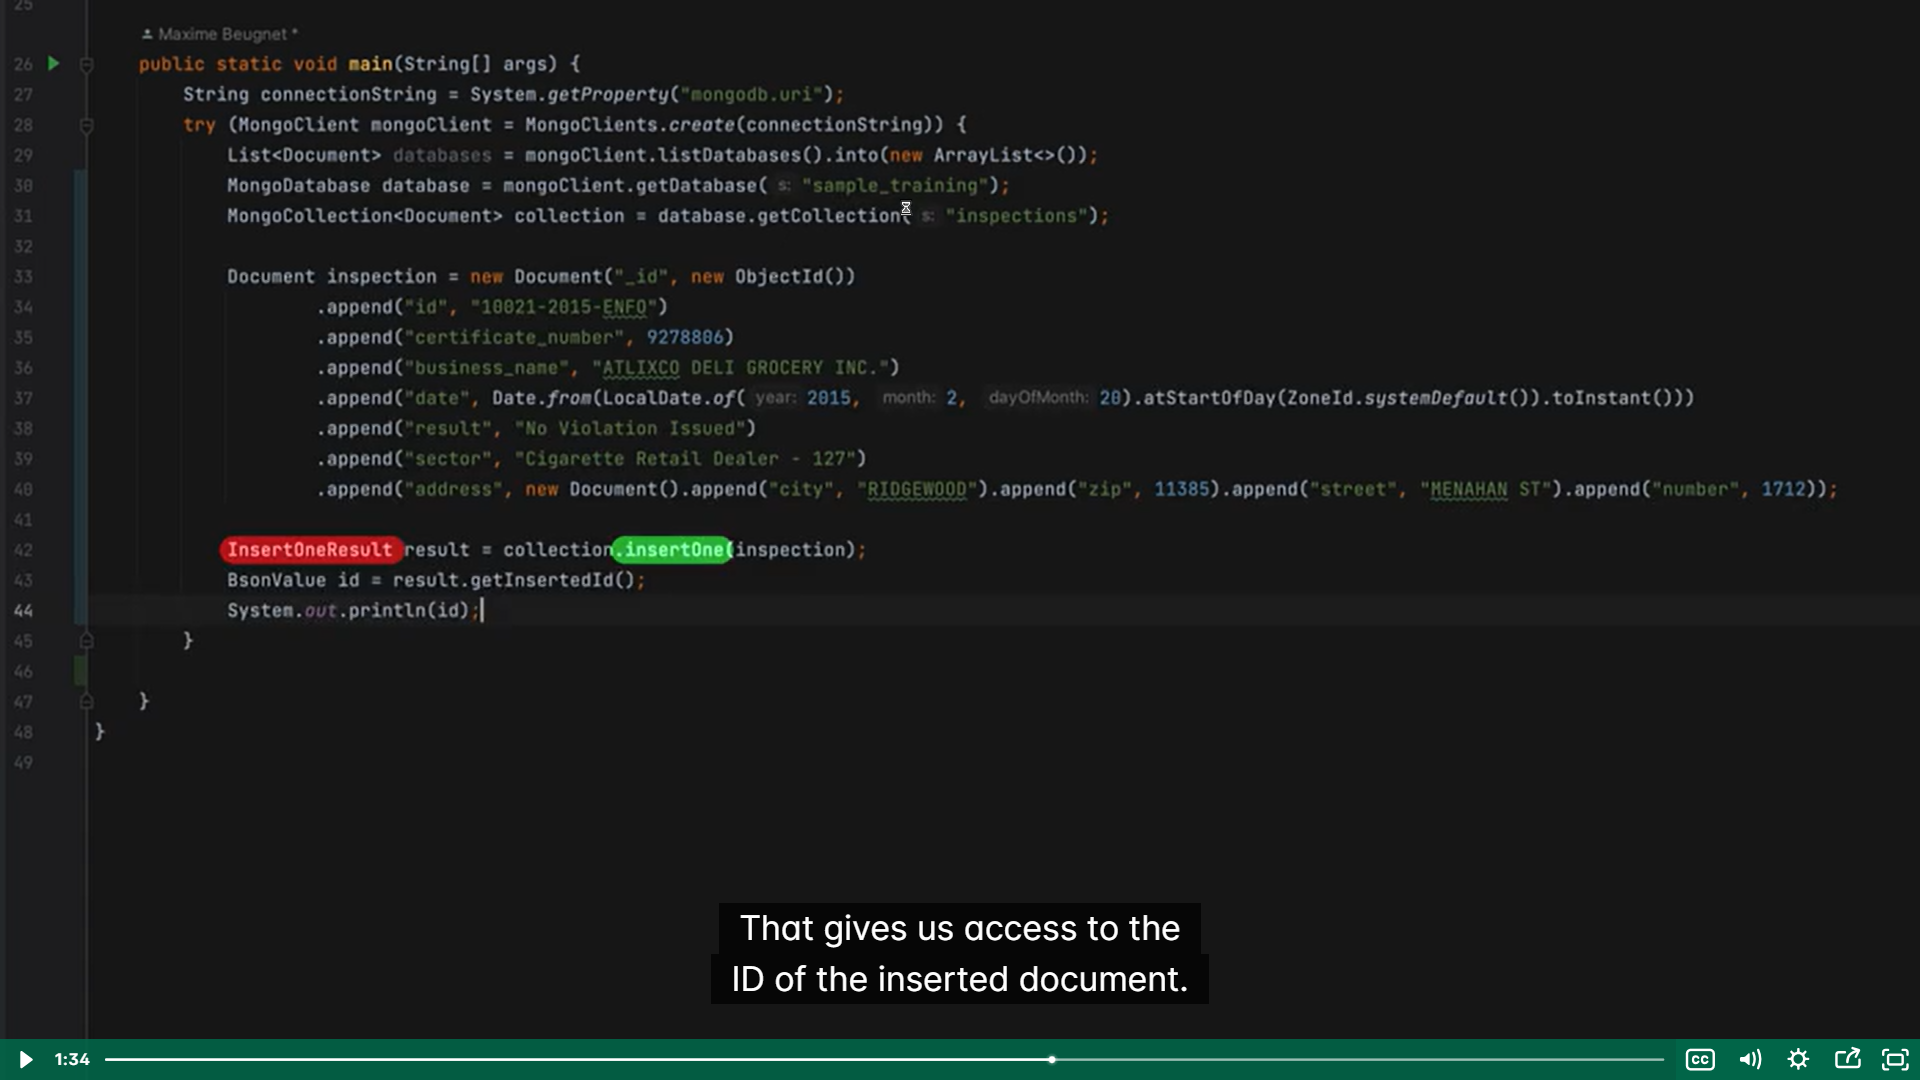 25
Maxime Beugnet *
26 public static void main(String[] args) {
27 String connectionString = System.getProperty("mongodb.uri");
28 try (MongoClient mongoClient = MongoClients.create(connectionString)) {
29 List<Document> databases = mongoClient.listDatabases().into(new ArrayList<>());
30 MongoDatabase database = mongoClient.getDatabase( s: "sample_training");
31 MongoCollection<Document> collection = database.getCollection( s: "inspections");
32
33 Document inspection = new Document("_id", new ObjectId())
34 .append("id", "10021-2015-ENFO")
35 .append("certificate_number", 9278806)
36 .append("business_name", "ATLIXCO DELI GROCERY INC.")
37 .append("date", Date.from(LocalDate.of( year: 2015, month: 2, dayOfMonth: 20).atStartOfDay(ZoneId.systemDefault()).toInstant()))
38 .append("result", "No Violation Issued")
39 .append("sector", "Cigarette Retail Dealer - 127")
40 .append("address", new Document().append("city", "RIDGEWOOD").append("zip", 11385).append("street", "MENAHAN ST").append("number", 1712));
41
42 InsertOneResult result = collection.insertOne(inspection);
43 BsonValue id = result.getInsertedId();
44 System.out.println(id);
45 }
46
47 }
48 }
49
That gives us access to the
ID of the inserted document.
1:34
CC